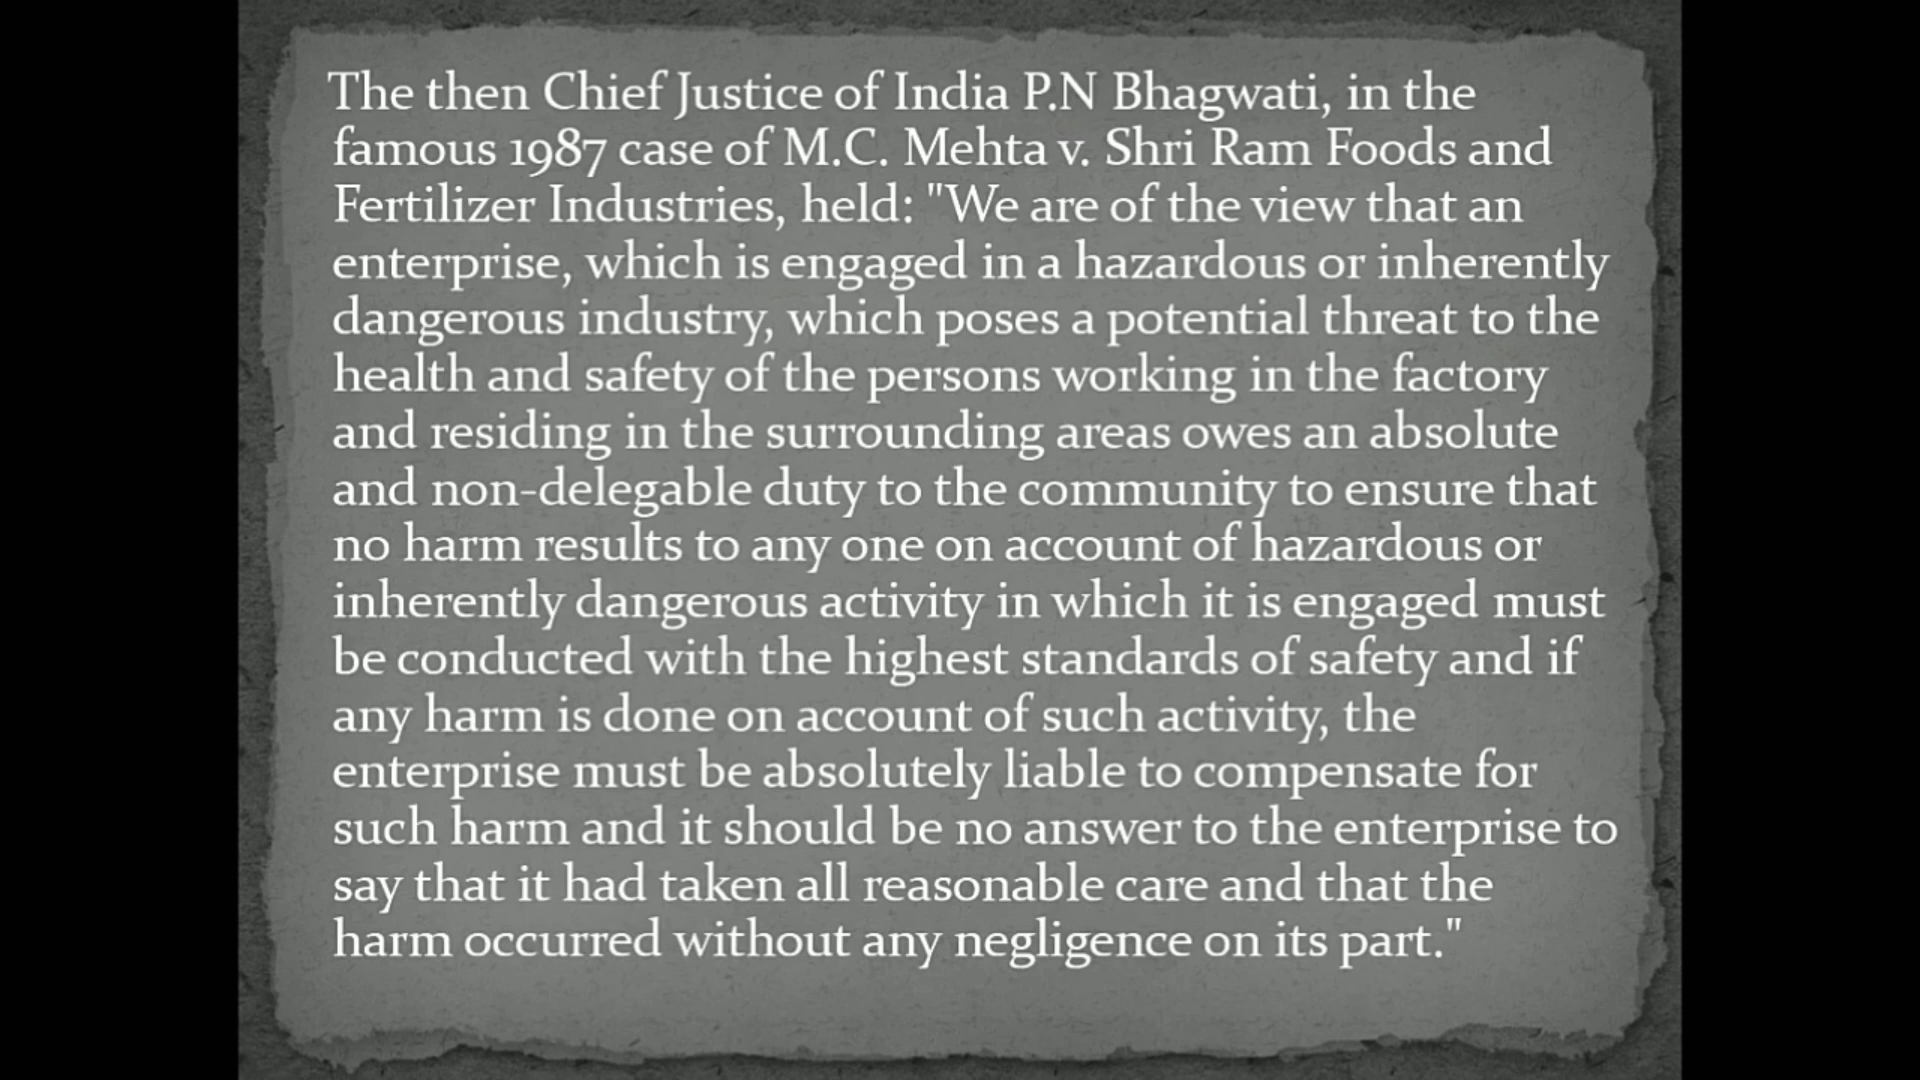 The then Chief Justice of India P.N Bhagwati, in the
famous 1987 case of M.C. Mehta v. Shri Ram Foods and
Fertilizer Industries, held: "We are of the view that an
enterprise, which is engaged in a hazardous or inherently
dangerous industry, which poses a potential threat to the
health and safety of the persons working in the factory
and residing in the surrounding areas owes an absolute
and non-delegable duty to the community to ensure that
no harm results to any one on account of hazardous or
inherently dangerous activity in which it is engaged must
be conducted with the highest standards of safety and if
any harm is done on account of such activity, the
enterprise must be absolutely liable to compensate for
such harm and it should be no answer to the enterprise to
say that it had taken all reasonable care and that the
harm occurred without any negligence on its part."